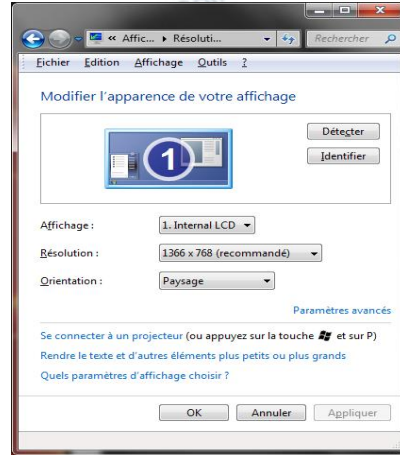 « Affic... ▸ Résoluti... Rechercher
Fichier Edition Affichage Outils ?
Modifier l'apparence de votre affichage
1
Détecter
Identifier
Affichage : 1. Internal LCD
Résolution : 1366 x 768 (recommandé)
Orientation : Paysage
Paramètres avancés
Se connecter à un projecteur (ou appuyez sur la touche et sur P)
Rendre le texte et d'autres éléments plus petits ou plus grands
Quels paramètres d'affichage choisir ?
OK Annuler Appliquer